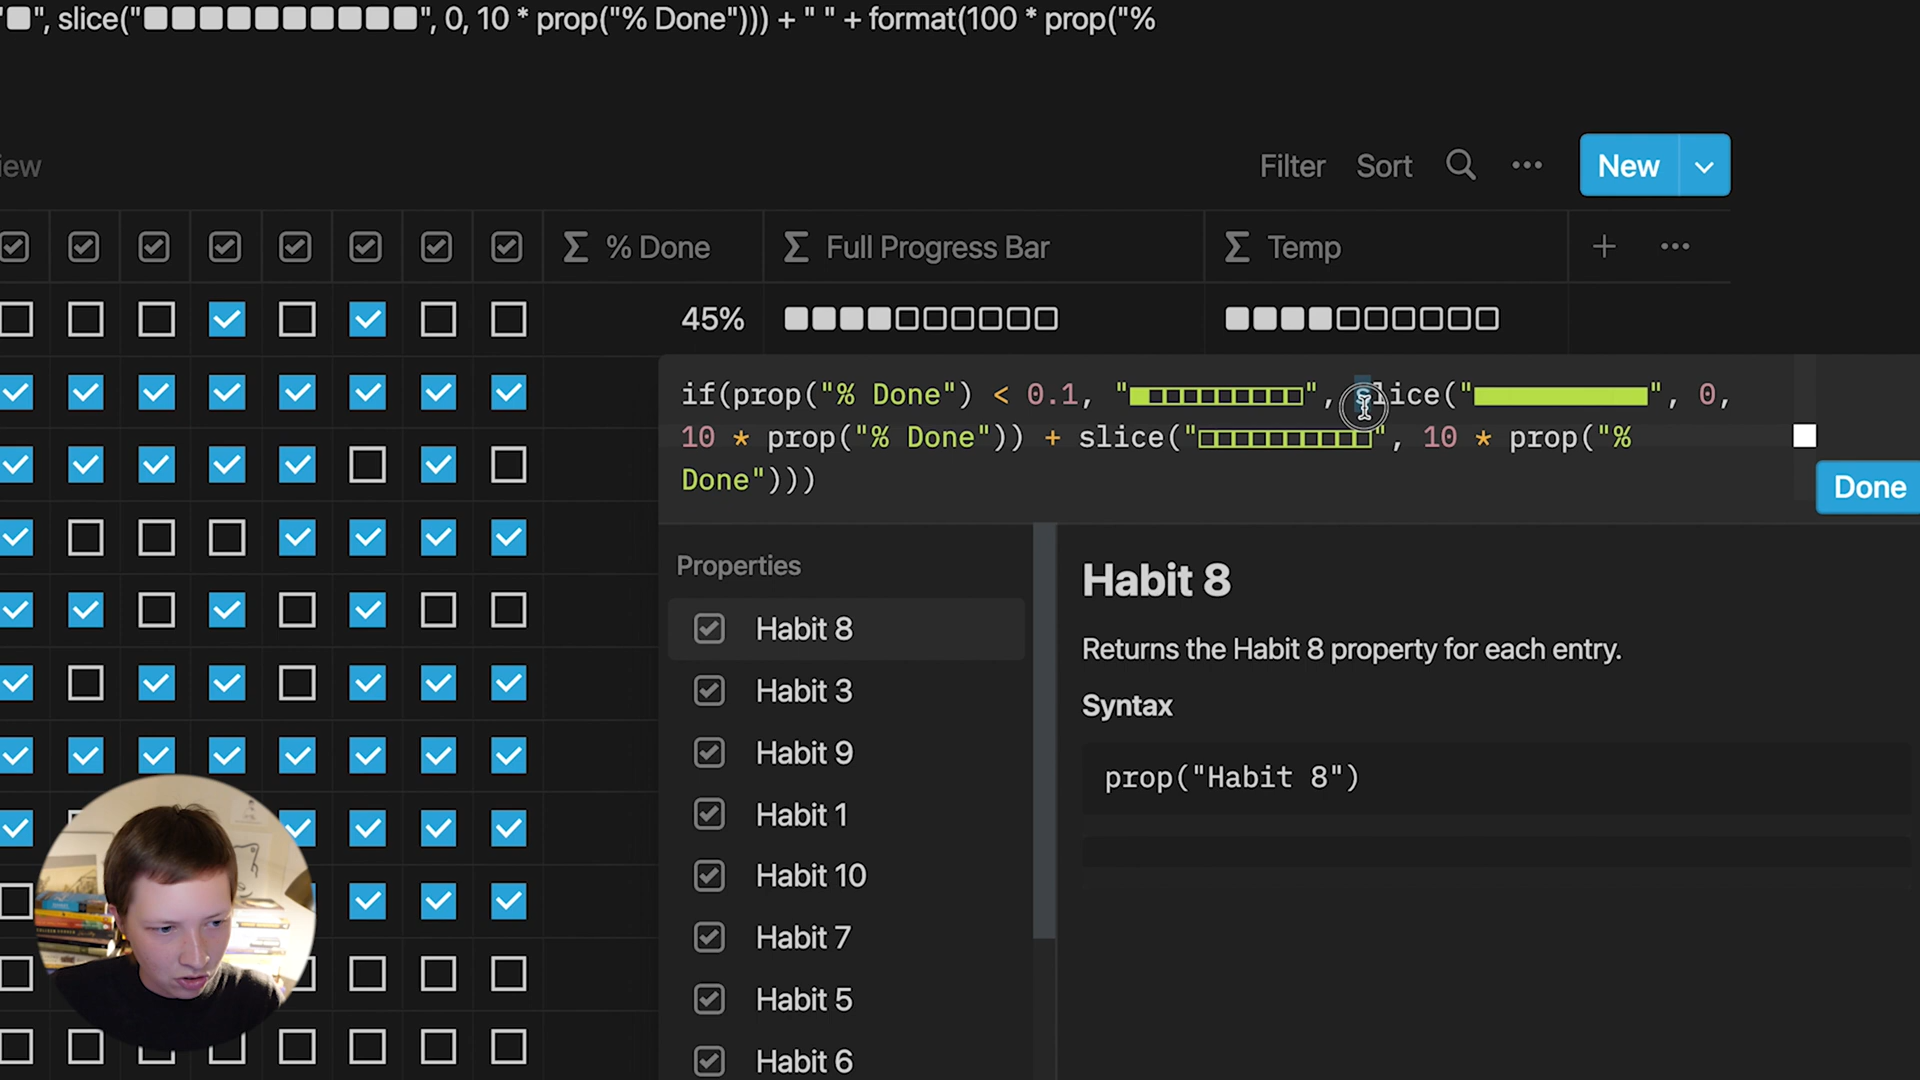 "■", slice("■■■■■■■■■■", 0, 10 * prop("% Done"))) + " " + format(100 * prop("%
iew
Filter Sort ••• New
% Done Full Progress Bar Temp + •••
45% ■■■■□□□□□□ ■■■■□□□□□□
if(prop("% Done") < 0.1, "■□□□□□□□□□", slice("■■■■■■■■■■", 0,
10 * prop("% Done")) + slice("□□□□□□□□□□", 10 * prop("%
Done")))
Done
Properties
Habit 8
Habit 3
Habit 9
Habit 1
Habit 10
Habit 7
Habit 5
Habit 6
Habit 8
Returns the Habit 8 property for each entry.
Syntax
prop("Habit 8")